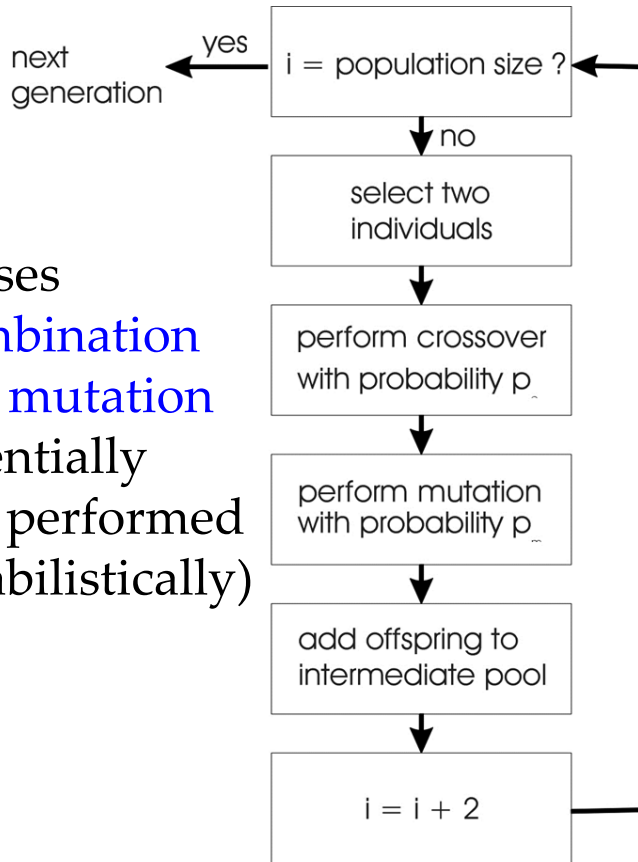 next
generation
yes
i = population size ?
no
select two
individuals
perform crossover
with probability p
perform mutation
with probability p
add offspring to
intermediate pool
i = i + 2
ses
nbination
mutation
entially
performed
abilistically)